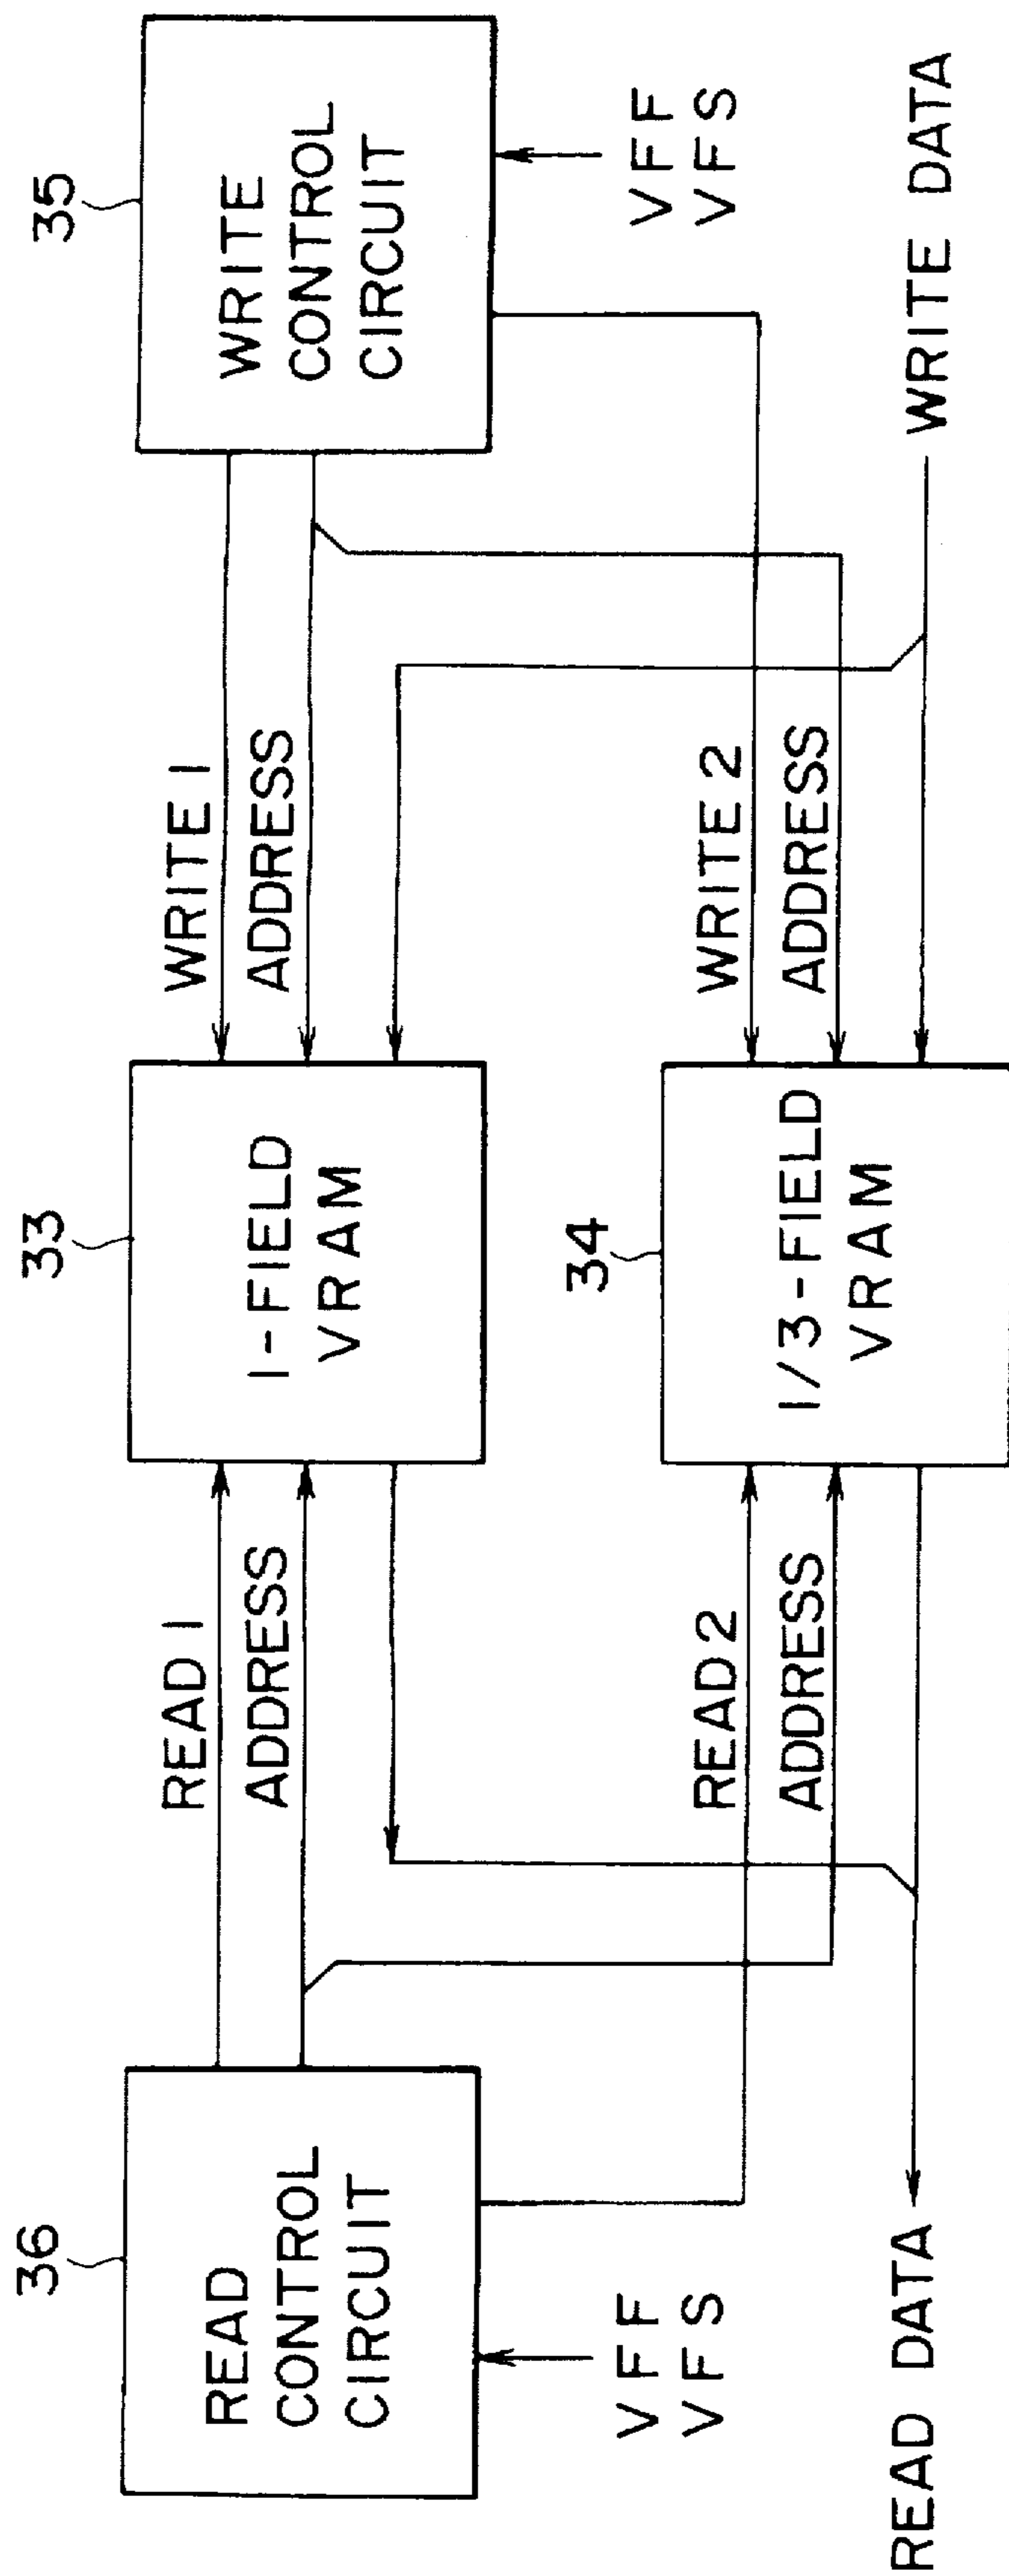 36
READ
CONTROL
CIRCUIT
VFF
VFS
READ DATA
READ 1
ADDRESS
READ 2
ADDRESS
33
1-FIELD
VRAM
34
1/3-FIELD
VRAM
WRITE 1
ADDRESS
WRITE 2
ADDRESS
35
WRITE
CONTROL
CIRCUIT
VFF
VFS
WRITE DATA